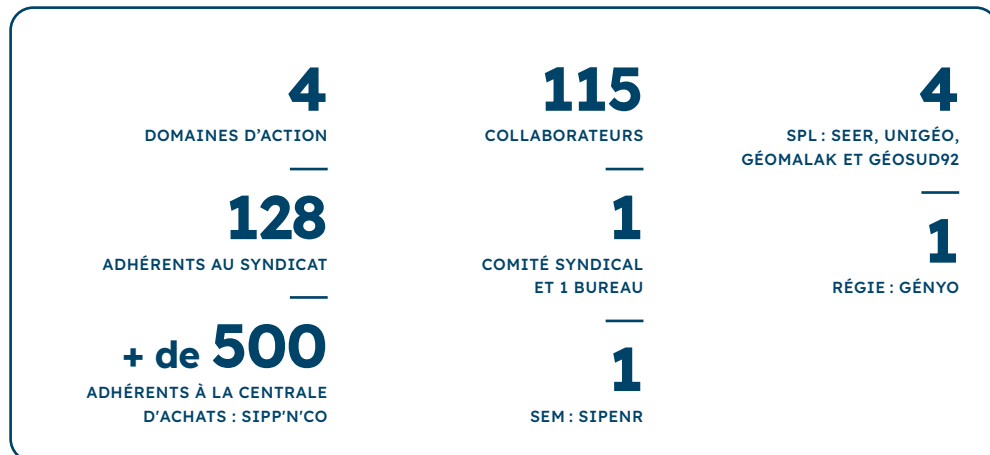 4
DOMAINES D’ACTION
128
ADHÉRENTS AU SYNDICAT
+ de 500
ADHÉRENTS À LA CENTRALE
D'ACHATS : SIPP'N'CO
115
COLLABORATEURS
1
COMITÉ SYNDICAL
ET 1 BUREAU
1
SEM : SIPENR
4
SPL : SEER, UNIGÉO,
GÉOMALAK ET GÉOSUD92
1
RÉGIE : GÉNYO